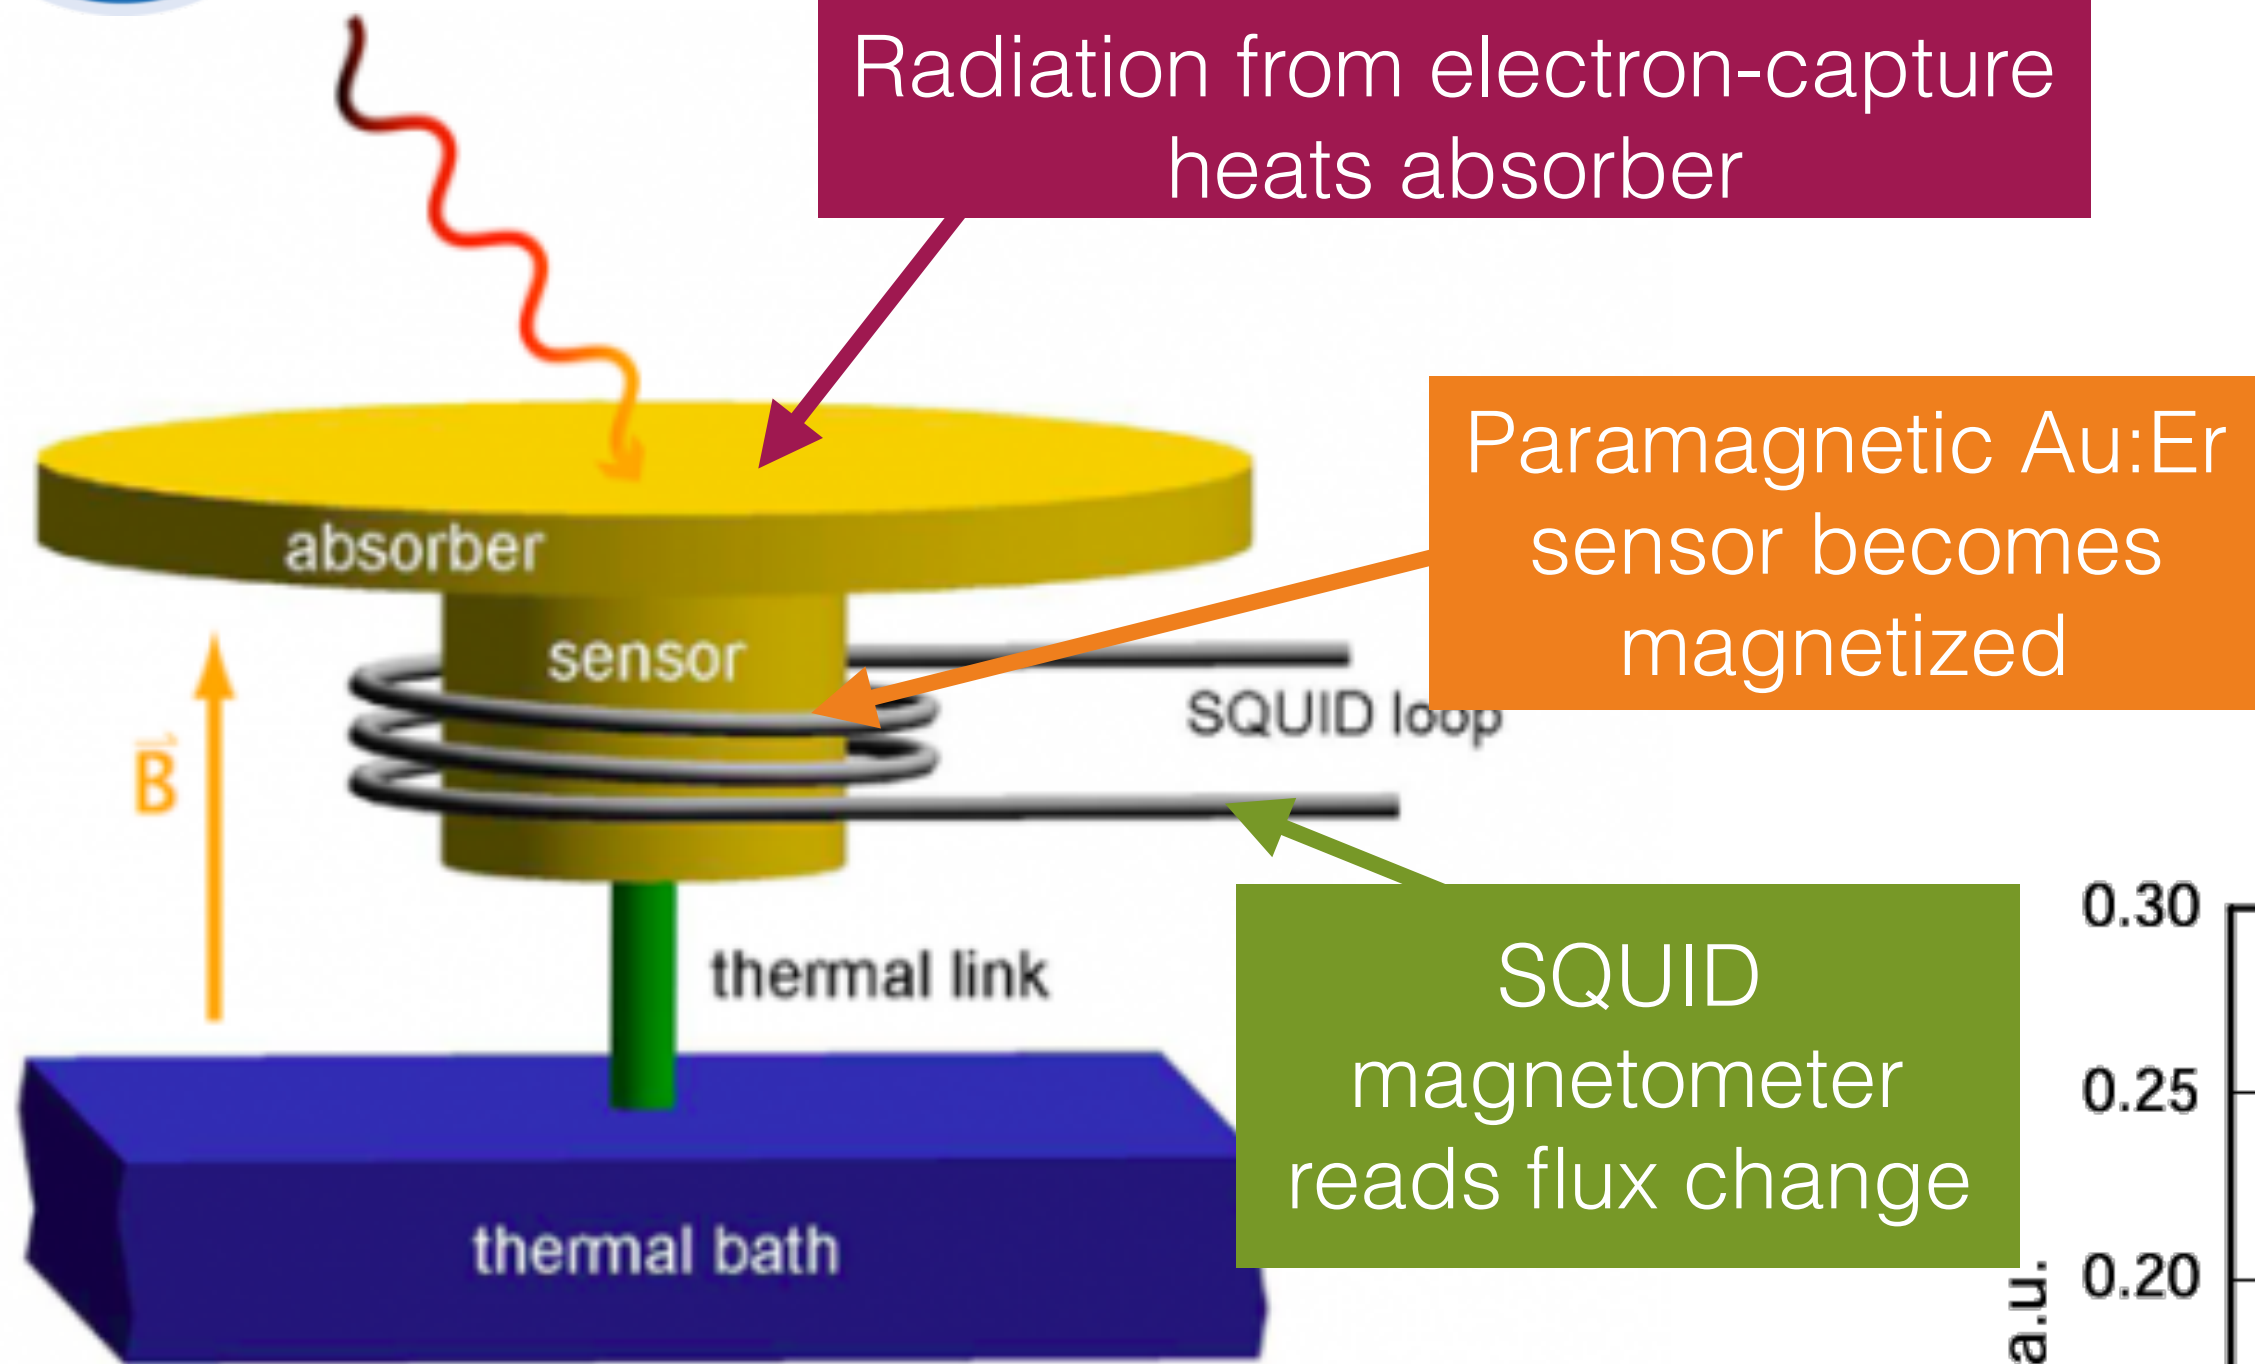 Radiation from electron-capture
heats absorber
Paramagnetic Au:Er
sensor becomes
magnetized
absorber
sensor
SQUID loop
B
thermal link
SQUID
magnetometer
reads flux change
thermal bath
0.30
0.25
0.20
a.u.